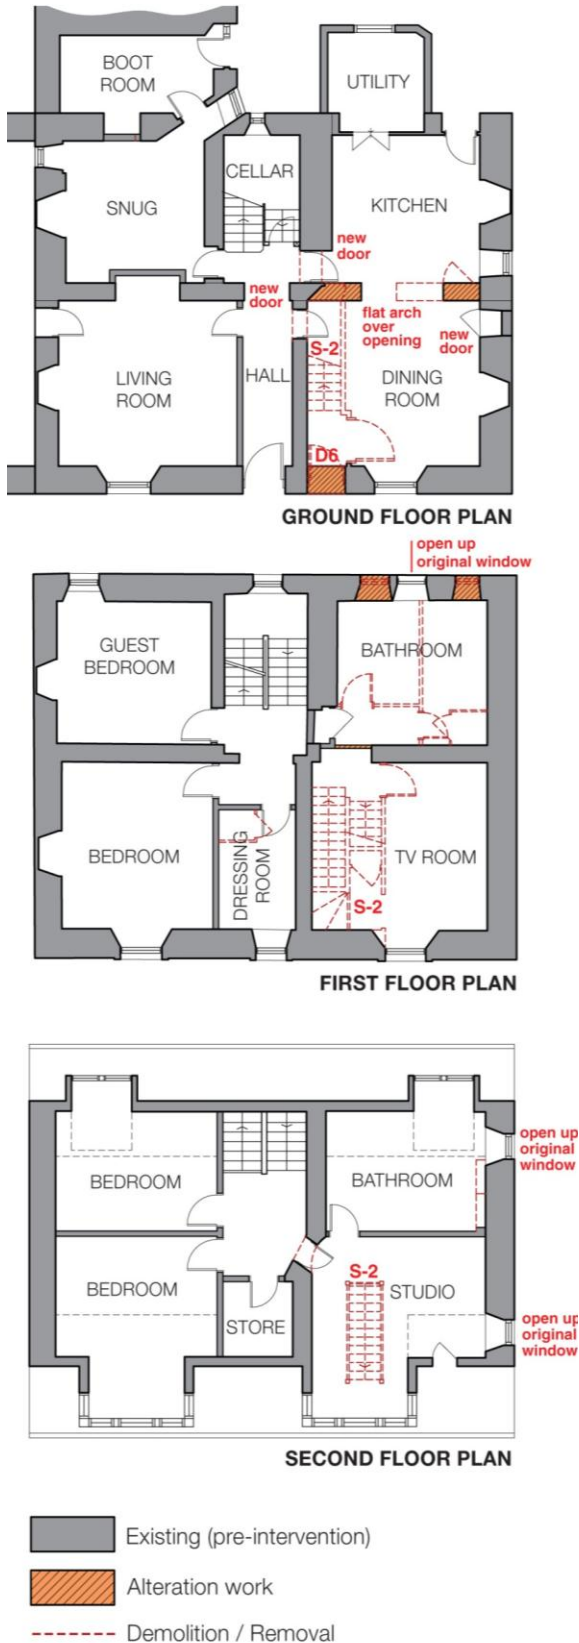 BOOT
ROOM
UTILITY
CELLAR
SNUG
KITCHEN
new
door
new
door
flat arch
over
opening
new
door
S-2
LIVING
ROOM
HALL
DINING
ROOM
D6
GROUND FLOOR PLAN
open up
original window
GUEST
BEDROOM
BATHROOM
BEDROOM
DRESSING
ROOM
TV ROOM
S-2
FIRST FLOOR PLAN
open up
original
window
BEDROOM
BATHROOM
S-2
BEDROOM
STUDIO
STORE
open up
original
window
SECOND FLOOR PLAN
Existing (pre-intervention)
Alteration work
Demolition / Removal